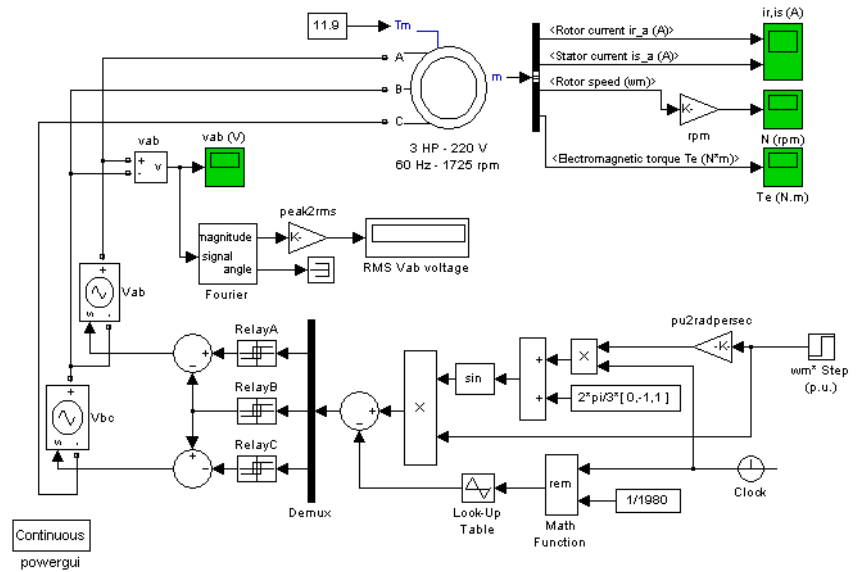 11.9
Tm
A
B
C
m
3 HP - 220 V
60 Hz - 1725 rpm
<Rotor current ir_a (A)>
<Stator current is_a (A)>
<Rotor speed (wm)>
<Electromagnetic torque Te (N*m)>
ir,is (A)
K-
rpm
N (rpm)
Te (N.m)
vab
+
-
v
vab (V)
magnitude
signal
angle
Fourier
peak2rms
K-
RMS Vab voltage
+
s
-
Vab
+
s
-
Vbc
RelayA
RelayB
RelayC
+
−
+
−
Demux
+
−
×
sin
+
+
×
2*pi/3*[ 0,-1,1 ]
pu2radpersec
-K-
wm* Step
(p.u.)
Clock
rem
Math
Function
1/1980
Look-Up
Table
Continuous
powergui